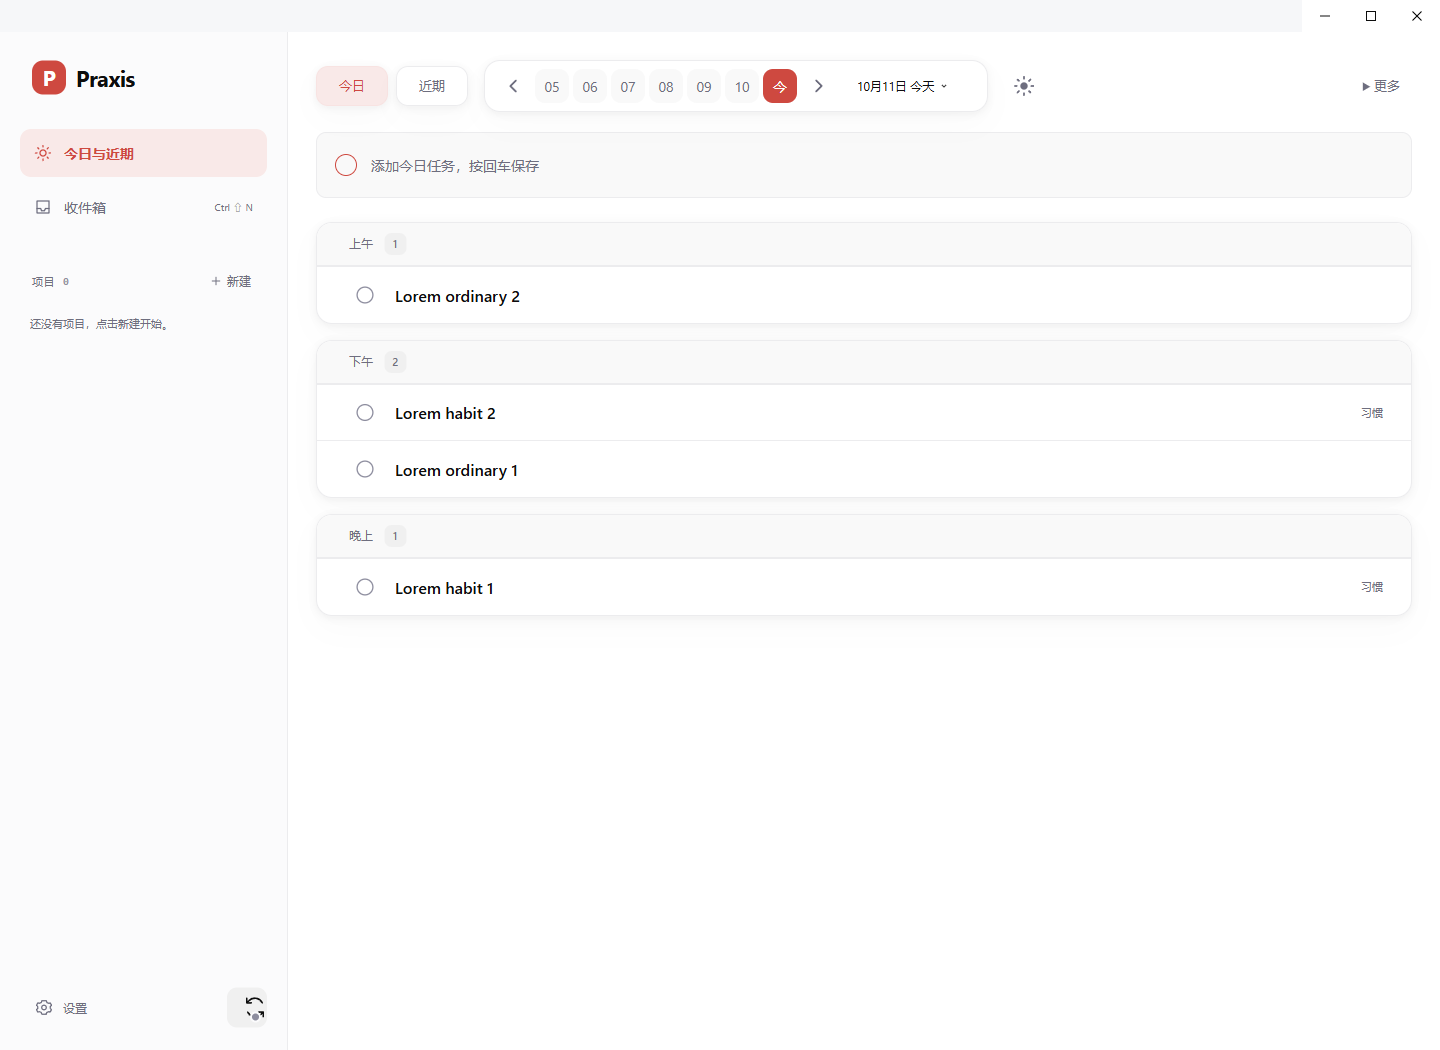 P Praxis
今日与近期
收件箱 Ctrl ⇧ N
项目 0 + 新建
还没有项目，点击新建开始。
设置
今日 近期 05 06 07 08 09 10 今 10月11日 今天 更多
添加今日任务，按回车保存
上午 1
Lorem ordinary 2
下午 2
Lorem habit 2 习惯
Lorem ordinary 1
晚上 1
Lorem habit 1 习惯